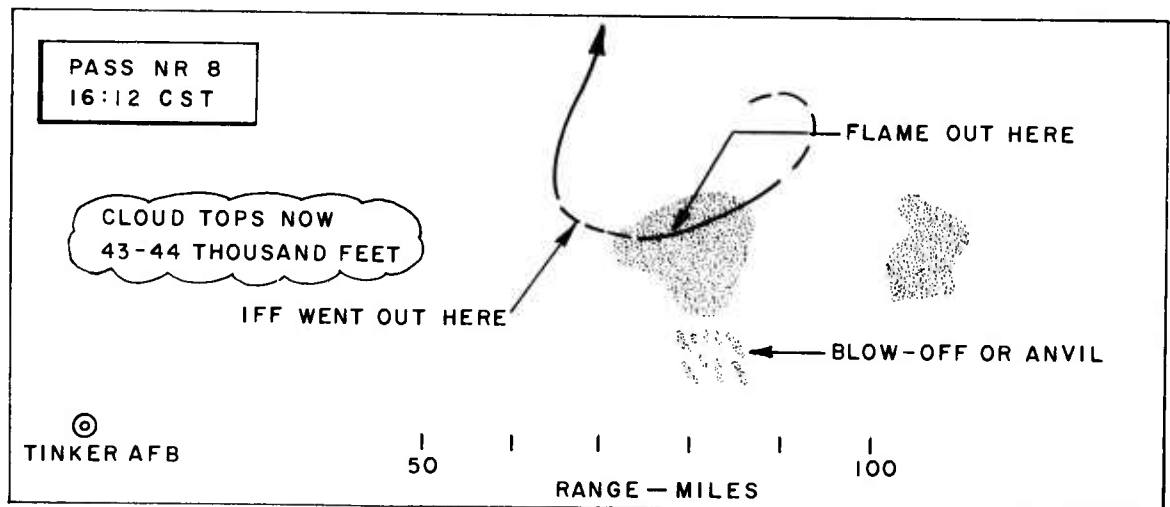 PASS NR 8
16:12 CST
FLAME OUT HERE
CLOUD TOPS NOW
43-44 THOUSAND FEET
IFF WENT OUT HERE
BLOW-OFF OR ANVIL
TINKER AFB
50
100
RANGE—MILES